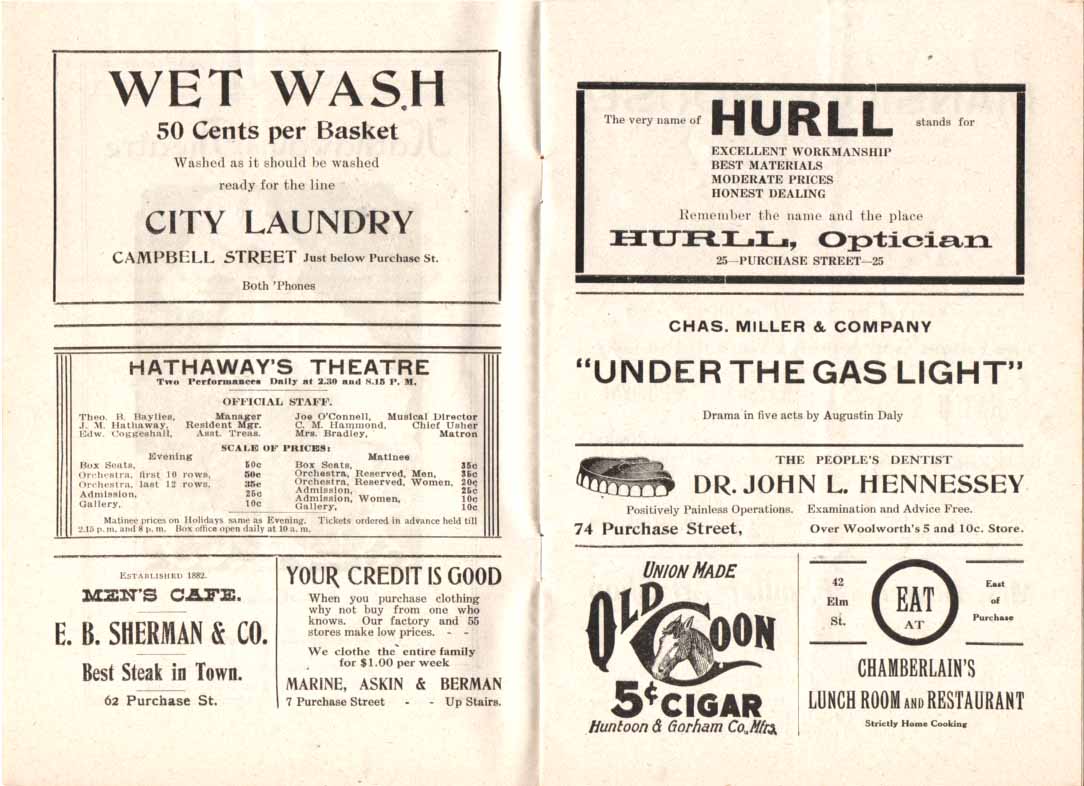 WET WASH
50 Cents per Basket
Washed as it should be washed
ready for the line
CITY LAUNDRY
CAMPBELL STREET Just below Purchase St.
Both 'Phones
HATHAWAY'S THEATRE
Two Performances Daily at 2.30 and 8.15 P. M.
OFFICIAL STAFF.
Theo. B. Baylies, Manager Joe O'Connell, Musical Director
J. M. Hathaway, Resident Mgr. C. M. Hammond, Chief Usher
Edw. Coggeshall, Asst. Treas. Mrs. Bradley, Matron
SCALE OF PRICES:
Evening
Box Seats, 50c
Orchestra, first 10 rows, 50c
Orchestra, last 12 rows, 35c
Admission, 25c
Gallery, 10c
Matinee
Box Seats, 35c
Orchestra, Reserved, Men, 35c
Orchestra, Reserved, Women, 20c
Admission, 25c
Admission, Women, 10c
Gallery, 10c
Matinee prices on Holidays same as Evening. Tickets ordered in advance held till
2.15 p. m. and 8 p. m. Box office open daily at 10 a. m.
ESTABLISHED 1882.
MEN'S CAFE.
E. B. SHERMAN & CO.
Best Steak in Town.
62 Purchase St.
YOUR CREDIT IS GOOD
When you purchase clothing
why not buy from one who
knows. Our factory and 55
stores make low prices. - -
We clothe the entire family
for $1.00 per week
MARINE, ASKIN & BERMAN
7 Purchase Street - - Up Stairs.
The very name of HURLL stands for
EXCELLENT WORKMANSHIP
BEST MATERIALS
MODERATE PRICES
HONEST DEALING
Remember the name and the place
HURLL, Optician
25—PURCHASE STREET—25
CHAS. MILLER & COMPANY
"UNDER THE GAS LIGHT"
Drama in five acts by Augustin Daly
THE PEOPLE'S DENTIST
DR. JOHN L. HENNESSEY
Positively Painless Operations. Examination and Advice Free.
74 Purchase Street, Over Woolworth's 5 and 10c. Store.
UNION MADE
OLD COON
5¢ CIGAR
Huntoon & Gorham Co., Mfrs.
42
Elm
St.
EAT
AT
East
of
Purchase
CHAMBERLAIN'S
LUNCH ROOM AND RESTAURANT
Strictly Home Cooking